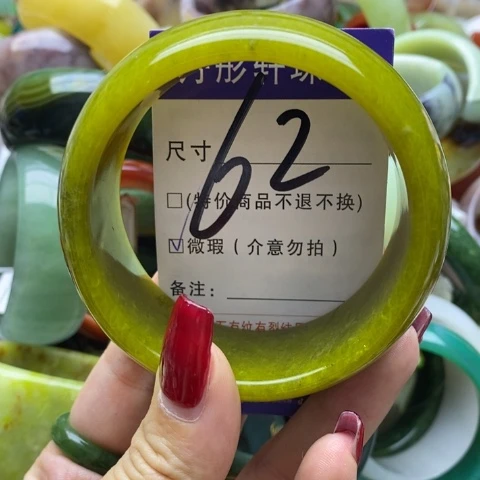 尺寸 62
□(特价商品不退不换)
☑微瑕(介意勿拍)
备注: